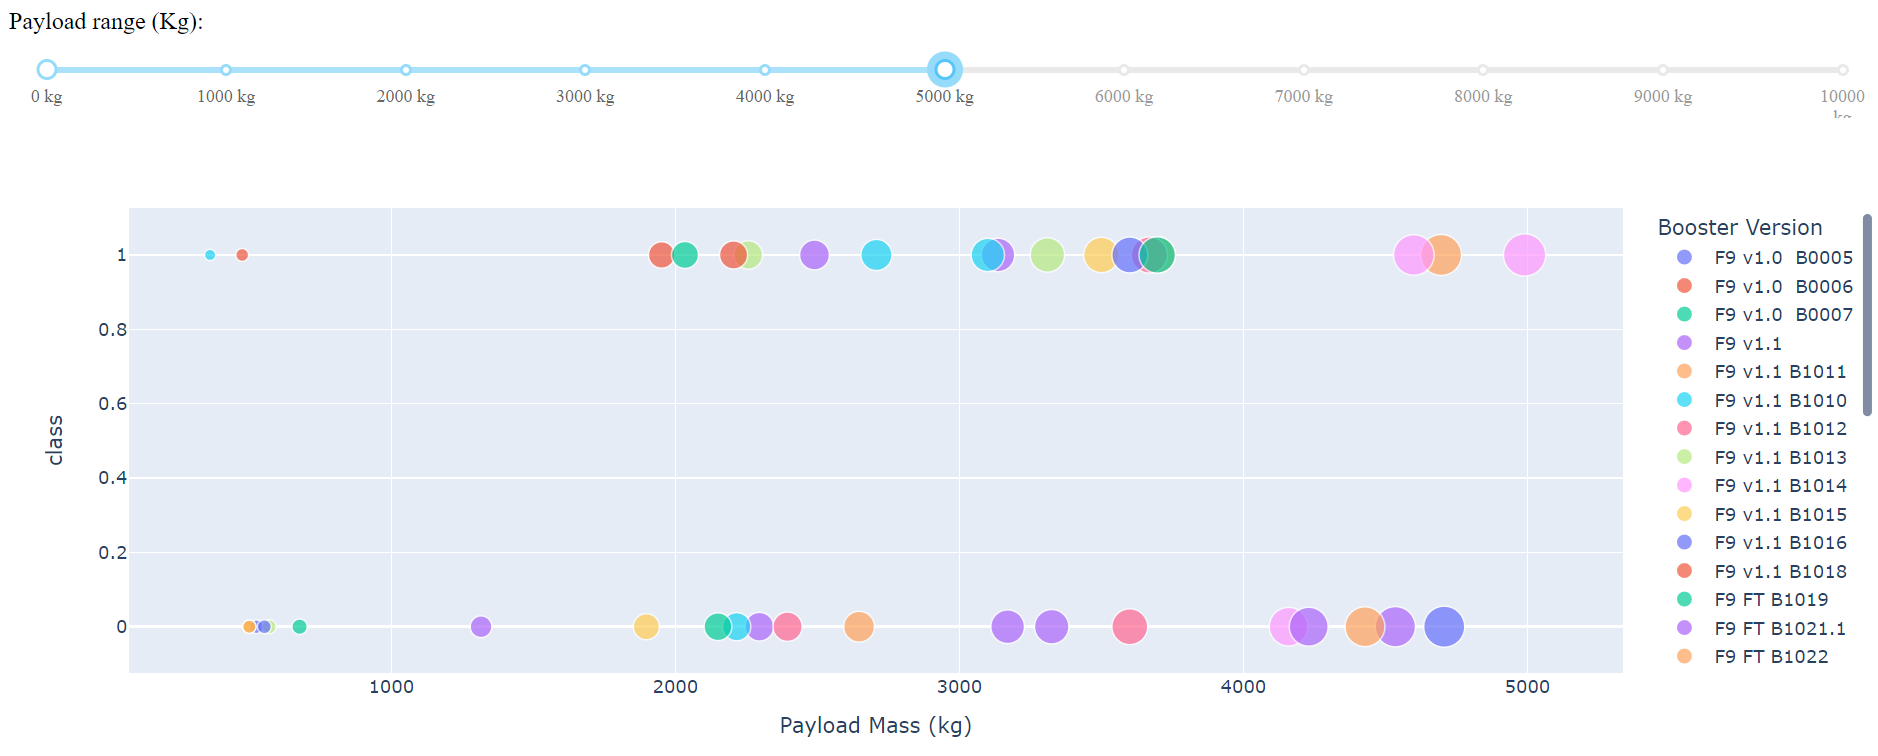 Payload range (Kg):
0 kg 1000 kg 2000 kg 3000 kg 4000 kg 5000 kg 6000 kg 7000 kg 8000 kg 9000 kg 10000
kg
Booster Version
F9 v1.0  B0005
F9 v1.0  B0006
F9 v1.0  B0007
F9 v1.1
F9 v1.1 B1011
F9 v1.1 B1010
F9 v1.1 B1012
F9 v1.1 B1013
F9 v1.1 B1014
F9 v1.1 B1015
F9 v1.1 B1016
F9 v1.1 B1018
F9 FT B1019
F9 FT B1021.1
F9 FT B1022
1
0.8
0.6
0.4
0.2
0
class
1000 2000 3000 4000 5000
Payload Mass (kg)